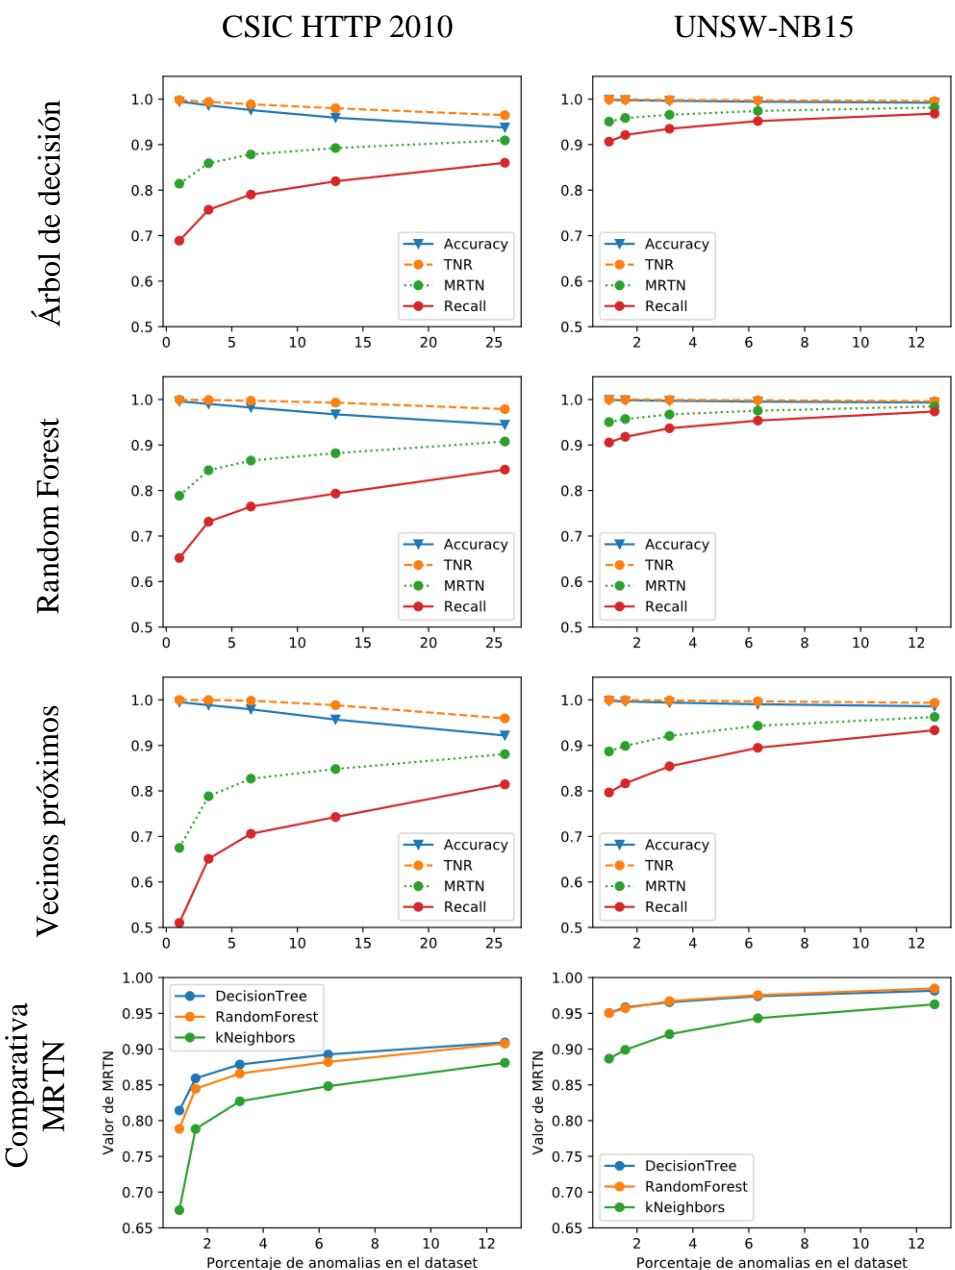 CSIC HTTP 2010
UNSW-NB15
Árbol de decisión
1.0
0.9
0.8
0.7
0.6
0.5
0 5 10 15 20 25
Accuracy
TNR
MRTN
Recall
1.0
0.9
0.8
0.7
0.6
0.5
2 4 6 8 10 12
Accuracy
TNR
MRTN
Recall
Random Forest
1.0
0.9
0.8
0.7
0.6
0.5
0 5 10 15 20 25
Accuracy
TNR
MRTN
Recall
1.0
0.9
0.8
0.7
0.6
0.5
2 4 6 8 10 12
Accuracy
TNR
MRTN
Recall
Vecinos próximos
1.0
0.9
0.8
0.7
0.6
0.5
0 5 10 15 20 25
Accuracy
TNR
MRTN
Recall
1.0
0.9
0.8
0.7
0.6
0.5
2 4 6 8 10 12
Accuracy
TNR
MRTN
Recall
Comparativa
MRTN
Valor de MRTN
1.00
0.95
0.90
0.85
0.80
0.75
0.70
0.65
DecisionTree
RandomForest
kNeighbors
2 4 6 8 10 12
Porcentaje de anomalias en el dataset
Valor de MRTN
1.00
0.95
0.90
0.85
0.80
0.75
0.70
0.65
DecisionTree
RandomForest
kNeighbors
2 4 6 8 10 12
Porcentaje de anomalias en el dataset